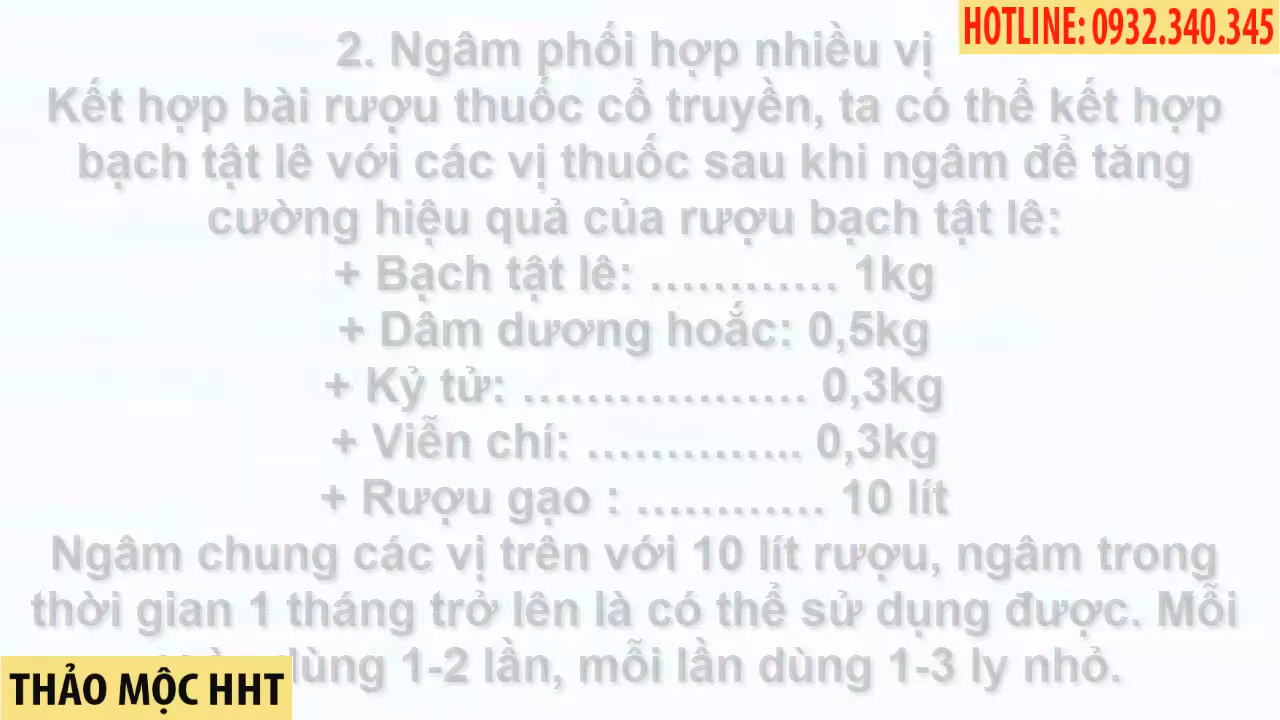 HOTLINE: 0932.340.345
2. Ngâm phối hợp nhiều vị
Kết hợp bài rượu thuốc cổ truyền, ta có thể kết hợp
bạch tật lê với các vị thuốc sau khi ngâm để tăng
cường hiệu quả của rượu bạch tật lê:
+ Bạch tật lê: ………… 1kg
+ Dâm dương hoắc: 0,5kg
+ Kỷ tử: ……………… 0,3kg
+ Viễn chí: ………….. 0,3kg
+ Rượu gạo : ………… 10 lít
Ngâm chung các vị trên với 10 lít rượu, ngâm trong
thời gian 1 tháng trở lên là có thể sử dụng được. Mỗi
dùng 1-2 lần, mỗi lần dùng 1-3 ly nhỏ.
THẢO MỘC HHT